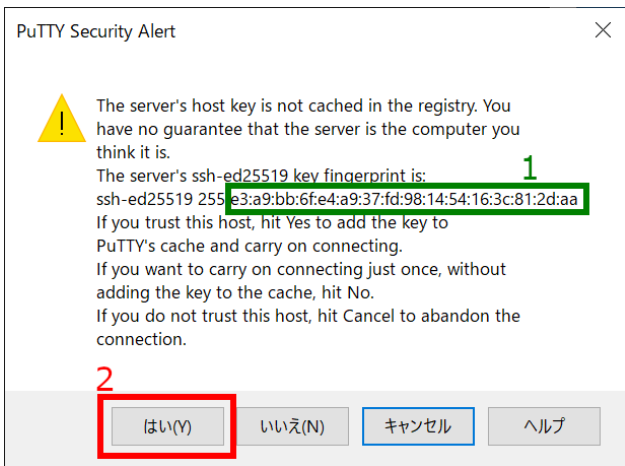 PuTTY Security Alert
The server's host key is not cached in the registry. You
have no guarantee that the server is the computer you
think it is.
The server's ssh-ed25519 key fingerprint is:
1
ssh-ed25519 255 e3:a9:bb:6f:e4:a9:37:fd:98:14:54:16:3c:81:2d:aa
If you trust this host, hit Yes to add the key to
PuTTY's cache and carry on connecting.
If you want to carry on connecting just once, without
adding the key to the cache, hit No.
If you do not trust this host, hit Cancel to abandon the
connection.
2
はい(Y) いいえ(N) キャンセル ヘルプ